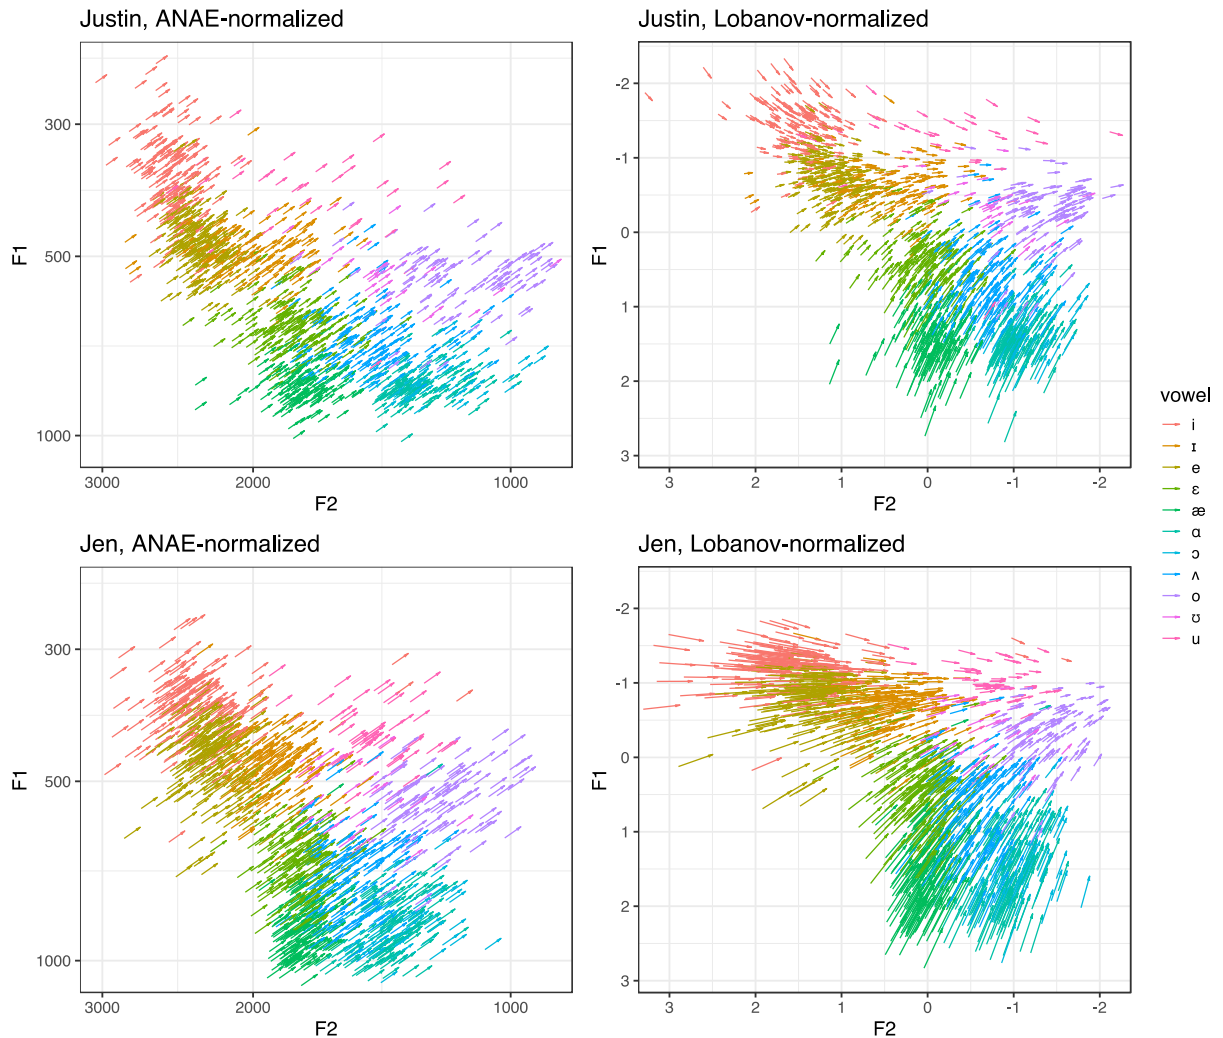 Justin, ANAE-normalized
300
500
1000
F1
3000
2000
1000
F2
Justin, Lobanov-normalized
-2
-1
0
1
2
3
F1
3
2
1
0
-1
-2
F2
Jen, ANAE-normalized
300
500
1000
F1
3000
2000
1000
F2
Jen, Lobanov-normalized
-2
-1
0
1
2
3
F1
3
2
1
0
-1
-2
F2
vowel
i
ɪ
e
ɛ
æ
ɑ
ɔ
ʌ
o
ʊ
u